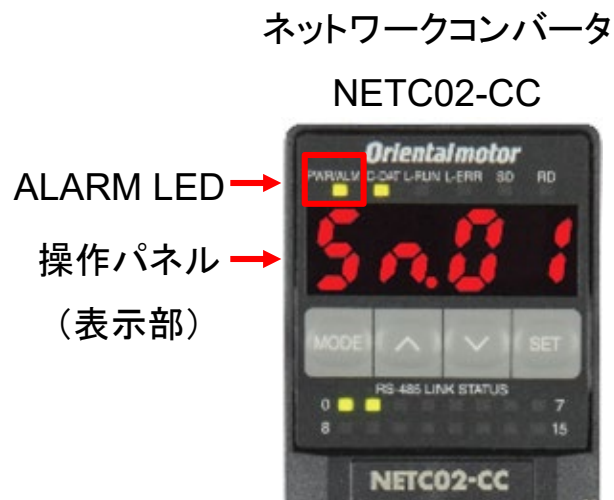 ネットワークコンバータ
NETC02-CC
Orientalmotor
PWR/ALM C-DAT L-RUN L-ERR SD RD
ALARM LED
操作パネル
（表示部）
Sn.01
MODE SET
RS-485 LINK STATUS
0 7
8 15
NETC02-CC